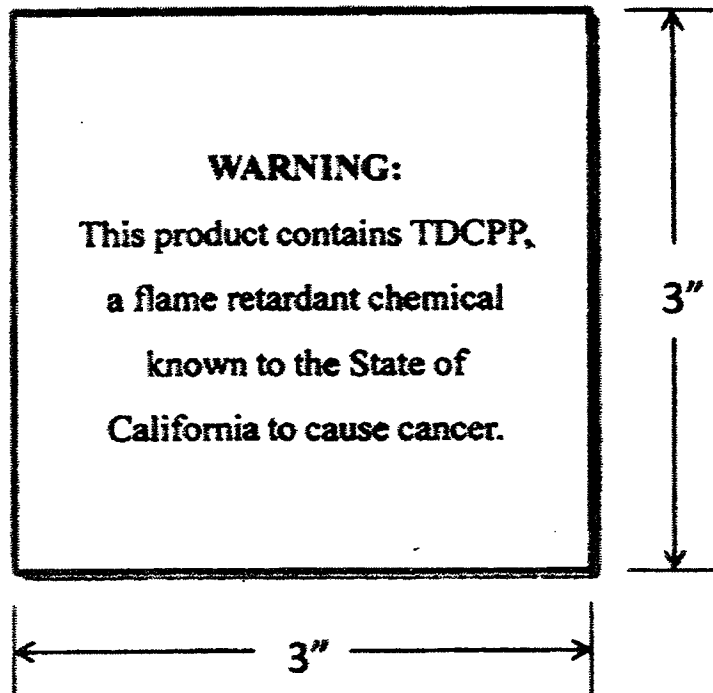 WARNING:
This product contains TDCPP,
a flame retardant chemical
known to the State of
California to cause cancer.
3"
3"